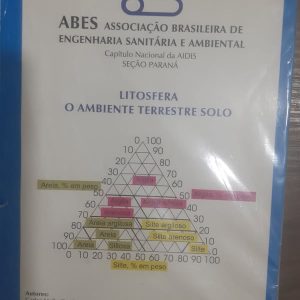 ABES ASSOCIAÇÃO BRASILEIRA DE
ENGENHARIA SANITÁRIA E AMBIENTAL
Capítulo Nacional da AIDIS
SEÇÃO PARANÁ
LITOSFERA
O AMBIENTE TERRESTRE SOLO
0 100
10 90
20 80
30 70
40 60
50 50
60 40
70 30
80 20
90 10
100 0
Areia, % em peso
Argila
Silte argiloso
Silte arenoso
Areia
Areia
Siltosa
Silte
100 90 80 70 60 50 40 30 20 10 0
Silte, % em peso
Autores: